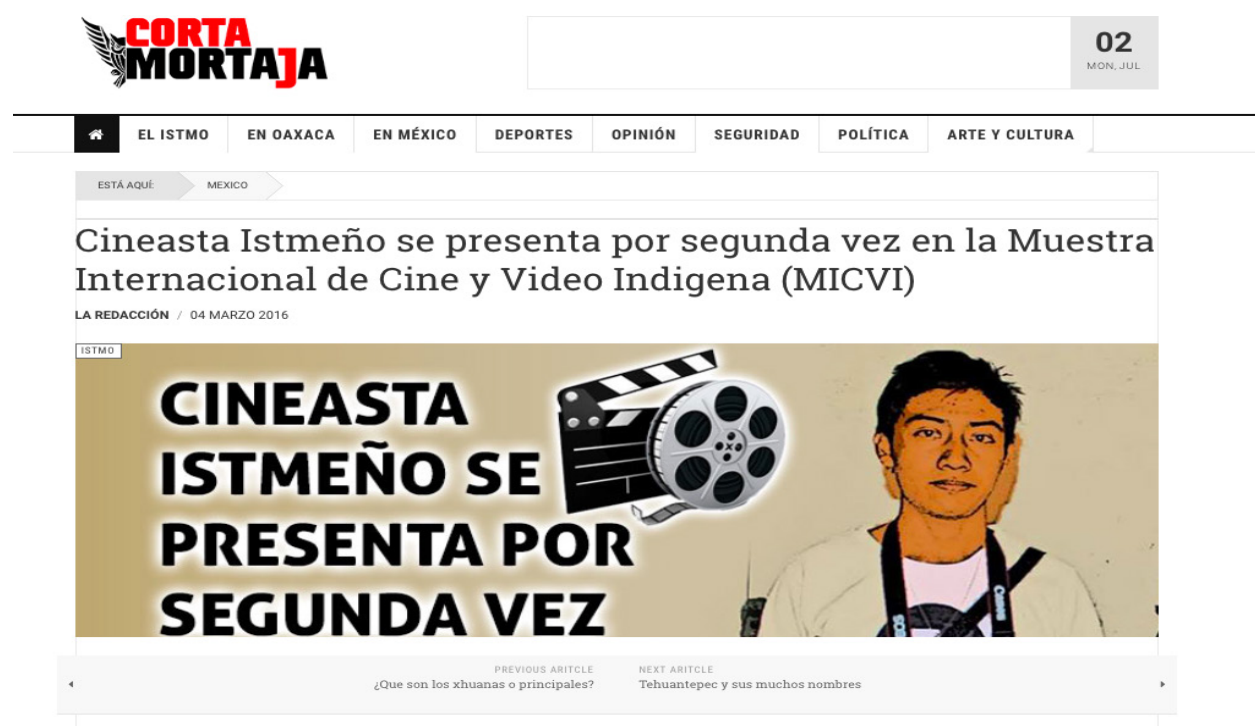 CORTA
MORTAJA
02
MON, JUL
EL ISTMO EN OAXACA EN MÉXICO DEPORTES OPINIÓN SEGURIDAD POLÍTICA ARTE Y CULTURA
ESTÁ AQUÍ: MEXICO
Cineasta Istmeño se presenta por segunda vez en la Muestra
Internacional de Cine y Video Indigena (MICVI)
LA REDACCIÓN / 04 MARZO 2016
ISTMO
CINEASTA
ISTMEÑO SE
PRESENTA POR
SEGUNDA VEZ
Canon
PREVIOUS ARITCLE
¿Que son los xhuanas o principales?
NEXT ARITCLE
Tehuantepec y sus muchos nombres